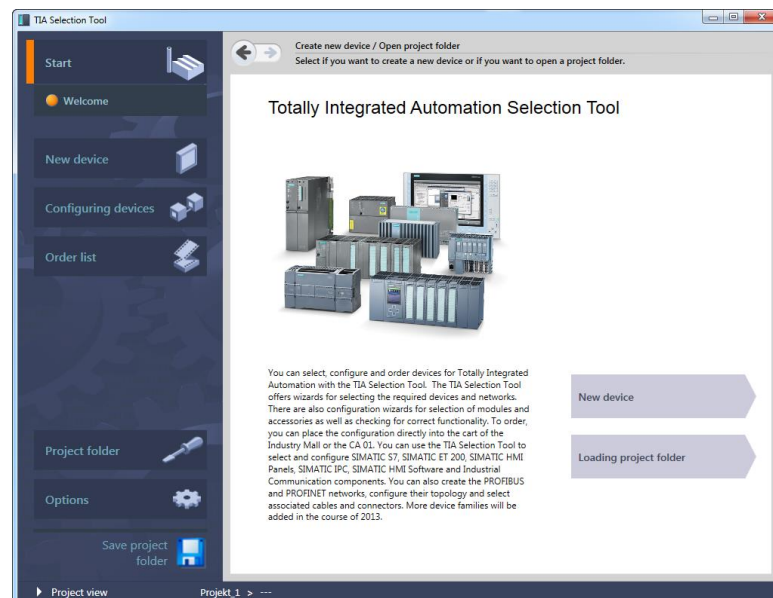 TIA Selection Tool
Start
Welcome
New device
Configuring devices
Order list
Project folder
Options
Save project
folder
Project view
Projekt_1 > ---
Create new device / Open project folder
Select if you want to create a new device or if you want to open a project folder.
Totally Integrated Automation Selection Tool
You can select, configure and order devices for Totally Integrated
Automation with the TIA Selection Tool. The TIA Selection Tool
offers wizards for selecting the required devices and networks.
There are also configuration wizards for selection of modules and
accessories as well as checking for correct functionality. To order,
you can place the configuration directly into the cart of the
Industry Mall or the CA 01. You can use the TIA Selection Tool to
select and configure SIMATIC S7, SIMATIC ET 200, SIMATIC HMI
Panels, SIMATIC IPC, SIMATIC HMI Software and Industrial
Communication components. You can also create the PROFIBUS
and PROFINET networks, configure their topology and select
associated cables and connectors. More device families will be
added in the course of 2013.
New device
Loading project folder